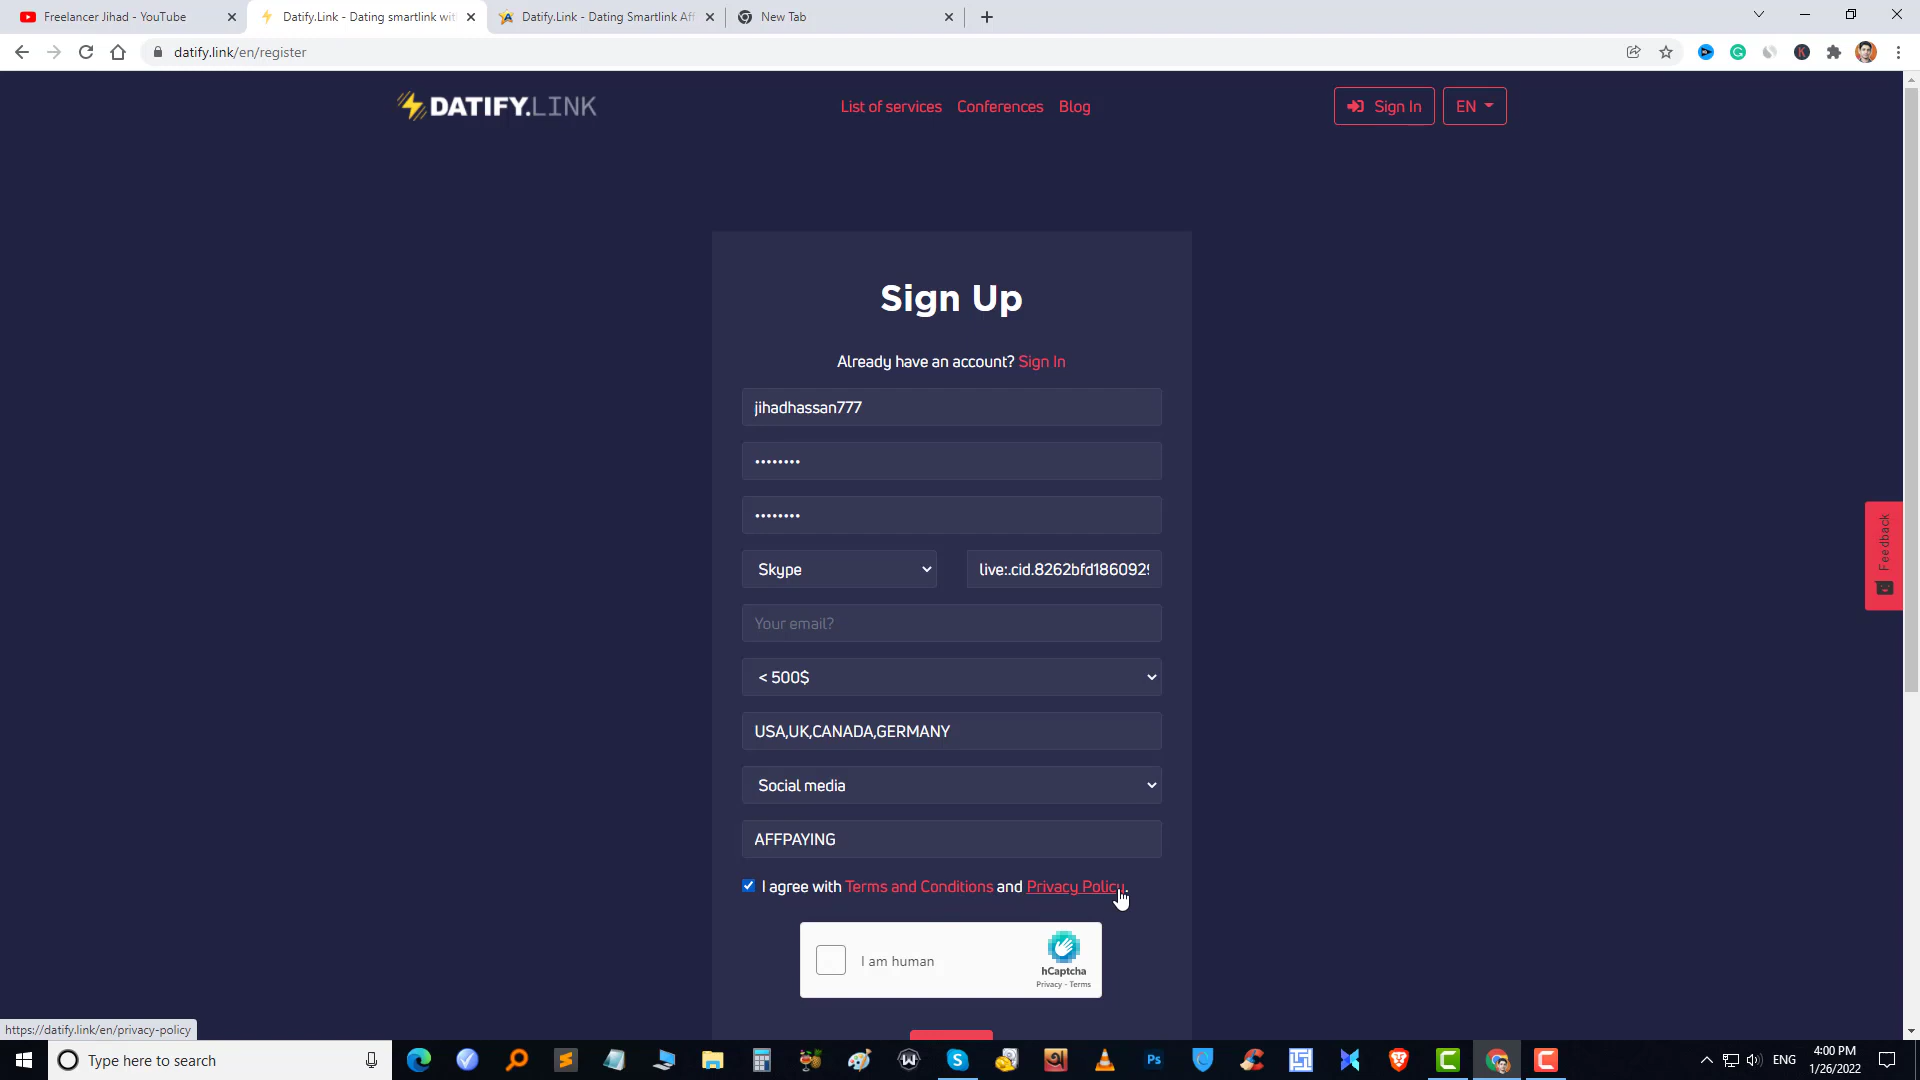 Freelancer Jihad - YouTube
Datify.Link - Dating smartlink with
Datify.Link - Dating Smartlink Aff
New Tab
datify.link/en/register
DATIFY.LINK
List of services
Conferences
Blog
Sign In
EN
Sign Up
Already have an account? Sign In
jihadhassan777
••••••••
••••••••
Skype
live:.cid.8262bfd1860929
Your email?
< 500$
USA,UK,CANADA,GERMANY
Social media
AFFPAYING
I agree with Terms and Conditions and Privacy Policy.
I am human
hCaptcha
Privacy - Terms
Feedback
https://datify.link/en/privacy-policy
Type here to search
ENG
4:00 PM
1/26/2022